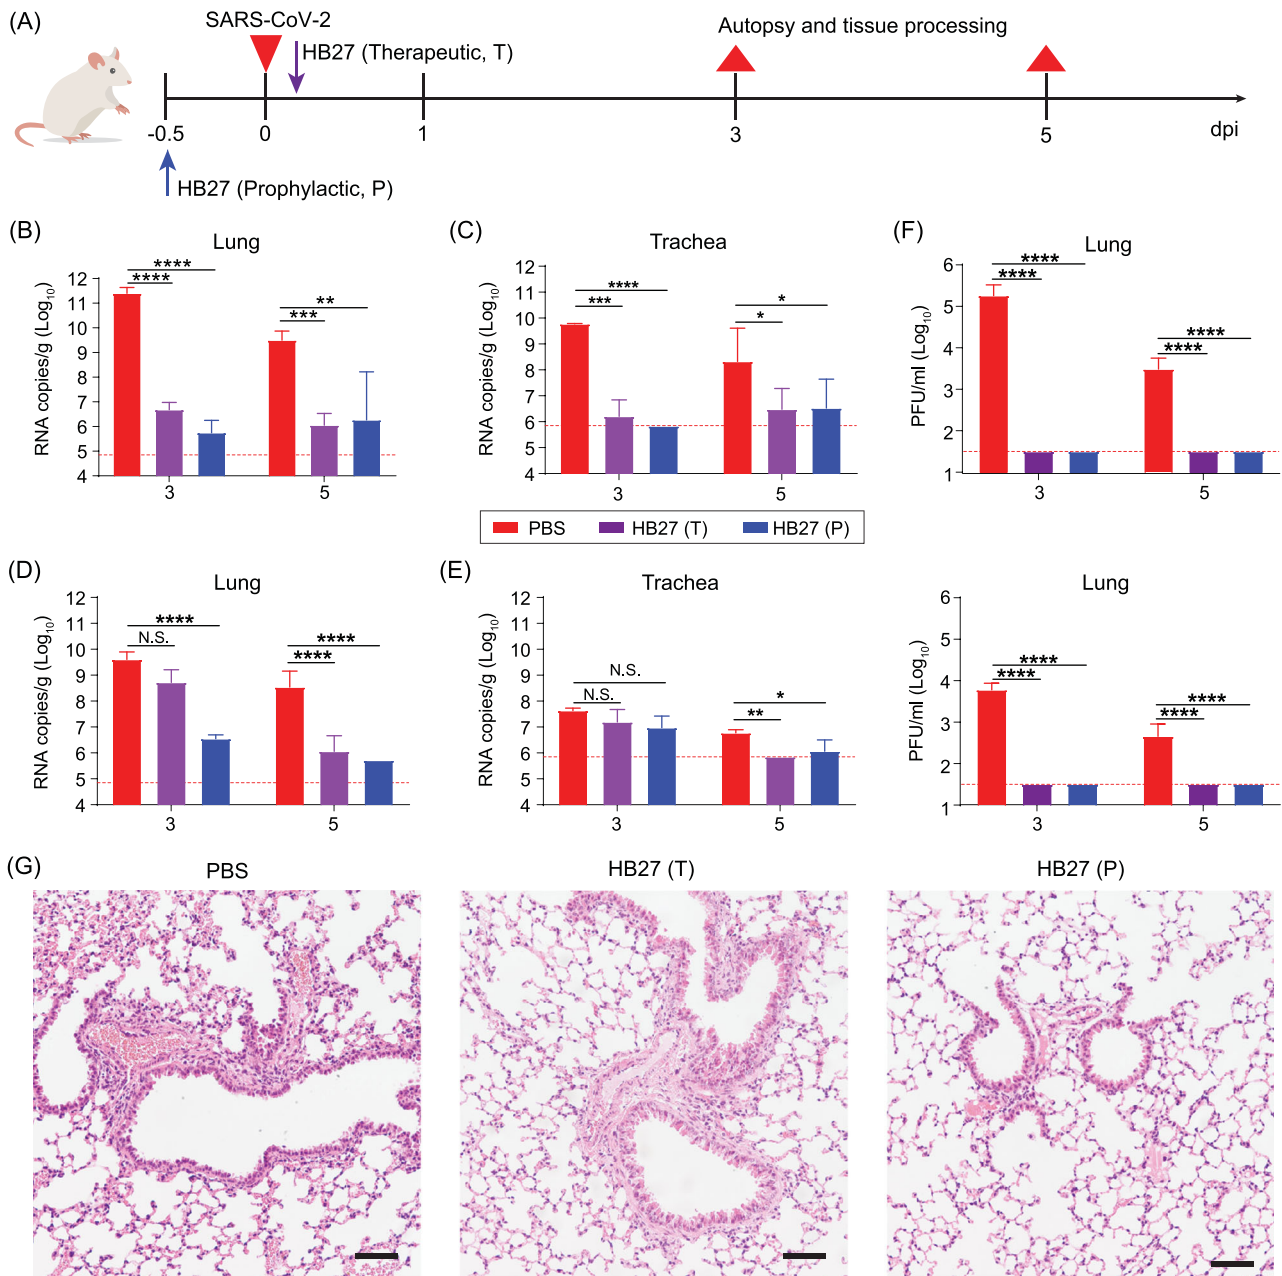 (A)
SARS-CoV-2
HB27 (Therapeutic, T)
Autopsy and tissue processing
-0.5 0 1 3 5 dpi
HB27 (Prophylactic, P)
(B)
Lung
RNA copies/g (Log10)
12
11
10
9
8
7
6
5
4
**** ****
*** **
3 5
(C)
Trachea
RNA copies/g (Log10)
12
11
10
9
8
7
6
5
4
*** ****
* *
3 5
(F)
Lung
PFU/ml (Log10)
6
5
4
3
2
1
**** ****
**** ****
3 5
PBS HB27 (T) HB27 (P)
(D)
Lung
RNA copies/g (Log10)
12
11
10
9
8
7
6
5
4
****
N.S.
****
****
3 5
(E)
Trachea
RNA copies/g (Log10)
12
11
10
9
8
7
6
5
4
N.S.
N.S.
*
**
3 5
Lung
PFU/ml (Log10)
6
5
4
3
2
1
****
****
****
****
3 5
(G)
PBS
HB27 (T)
HB27 (P)